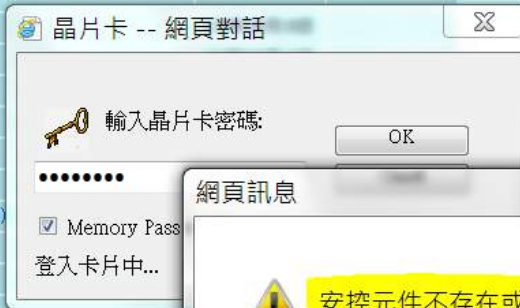 晶片卡 -- 網頁對話
輸入晶片卡密碼:
OK
••••••••
網頁訊息
Memory Pass
登入卡片中...
安控元件不存在或